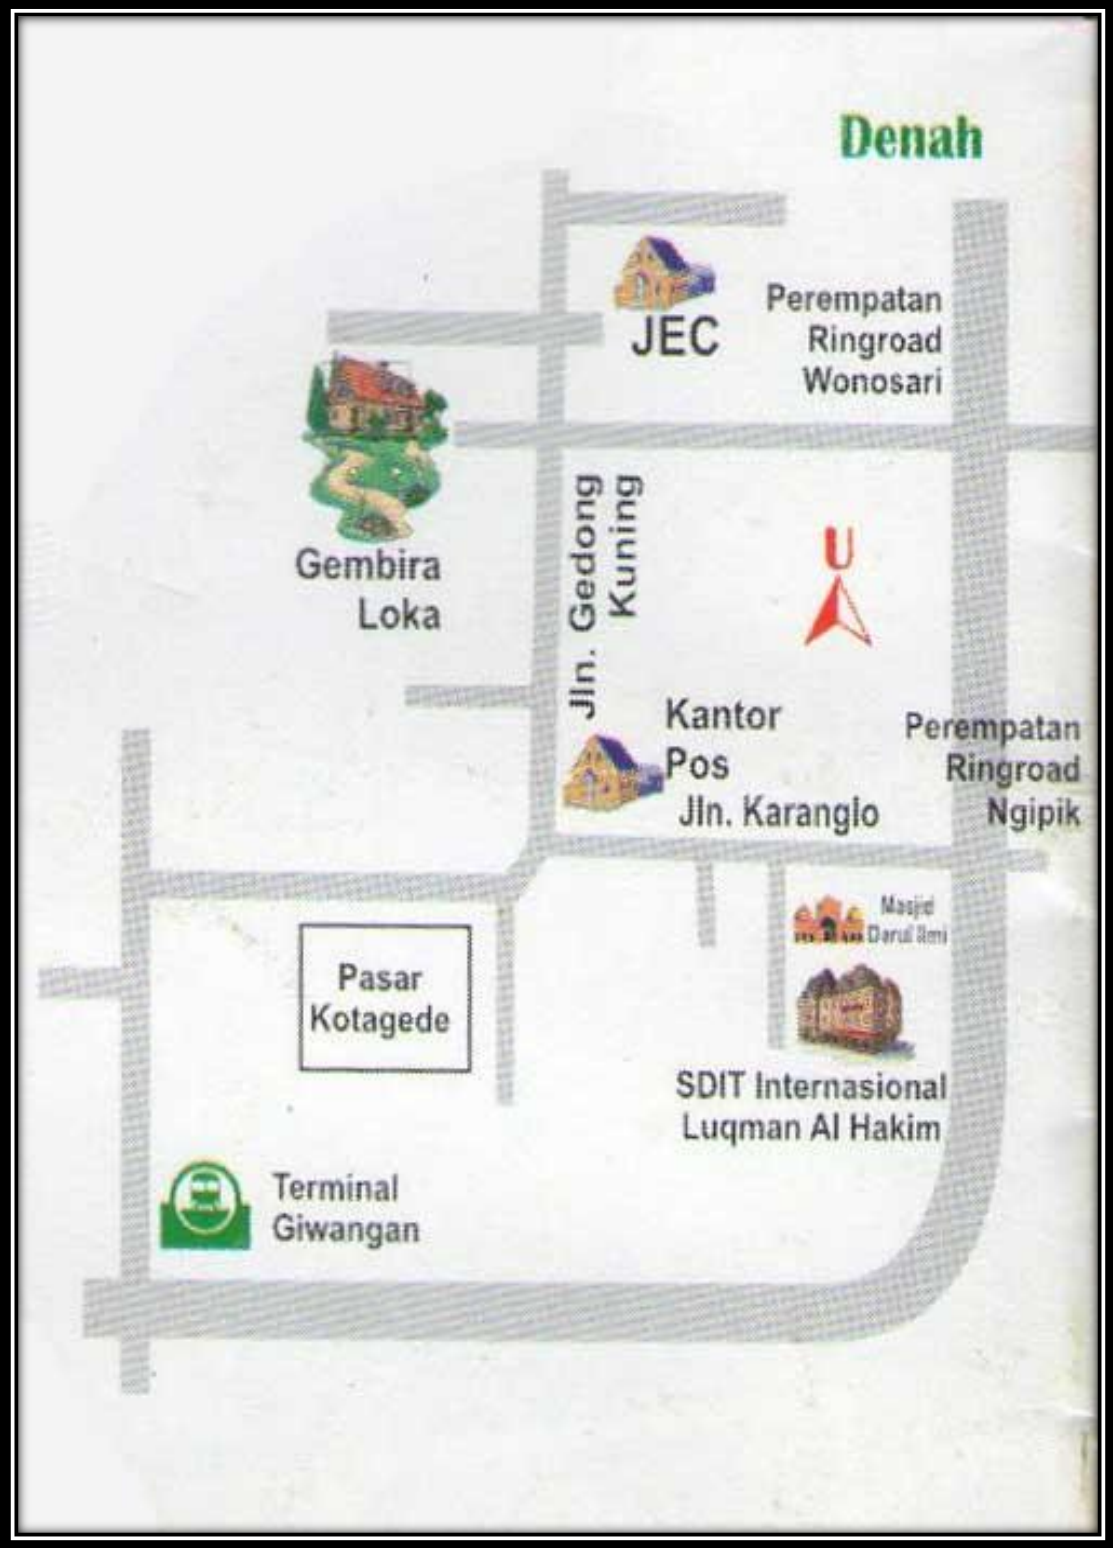 Denah
JEC
Perempatan
Ringroad
Wonosari
Gembira
Loka
Jln. Gedong
Kuning
U
Kantor
Pos
Jln. Karanglo
Perempatan
Ringroad
Ngipik
Masjid
Darul Ilmi
Pasar
Kotagede
SDIT Internasional
Luqman Al Hakim
Terminal
Giwangan